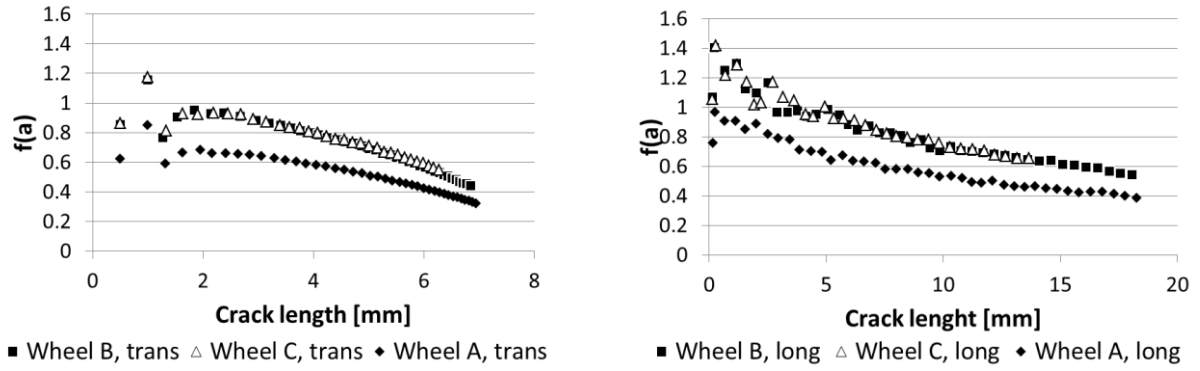 1.6
1.4
1.2
1
0.8
0.6
0.4
0.2
0
f(a)
0 2 4 6 8
Crack length [mm]
Wheel B, trans Wheel C, trans Wheel A, trans
1.6
1.4
1.2
1
0.8
0.6
0.4
0.2
0
f(a)
0 5 10 15 20
Crack lenght [mm]
Wheel B, long Wheel C, long Wheel A, long